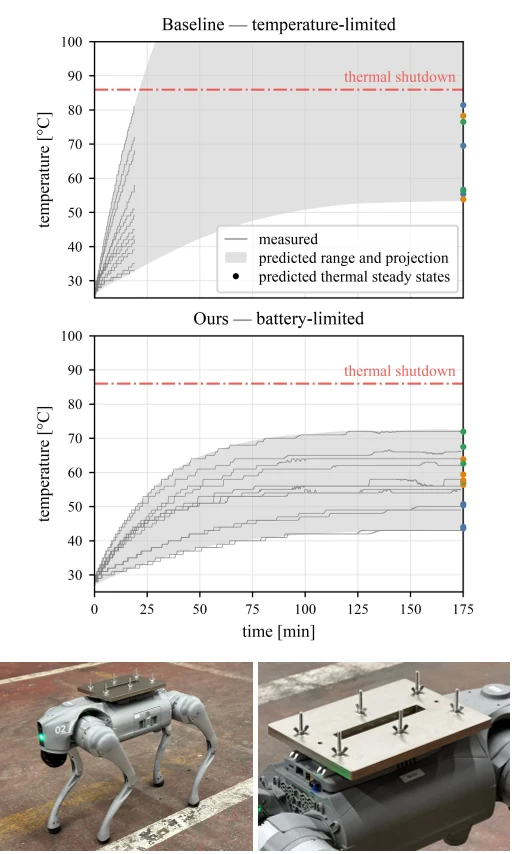 Baseline — temperature-limited
100
90
80
70
60
50
40
30
temperature [°C]
thermal shutdown
measured
predicted range and projection
predicted thermal steady states
Ours — battery-limited
100
90
80
70
60
50
40
30
temperature [°C]
thermal shutdown
0 25 50 75 100 125 150 175
time [min]
02